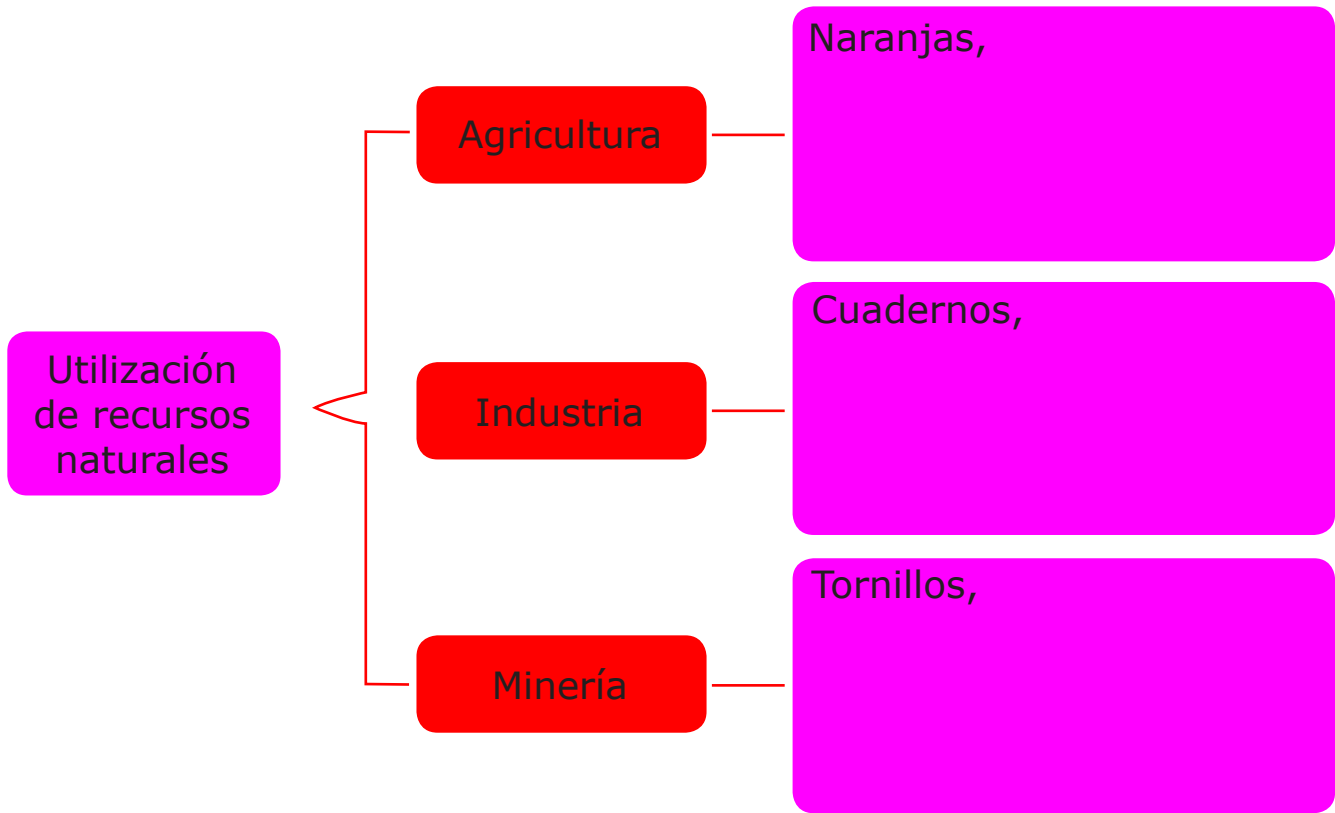 Utilización
de recursos
naturales
Agricultura
Naranjas,
Industria
Cuadernos,
Minería
Tornillos,